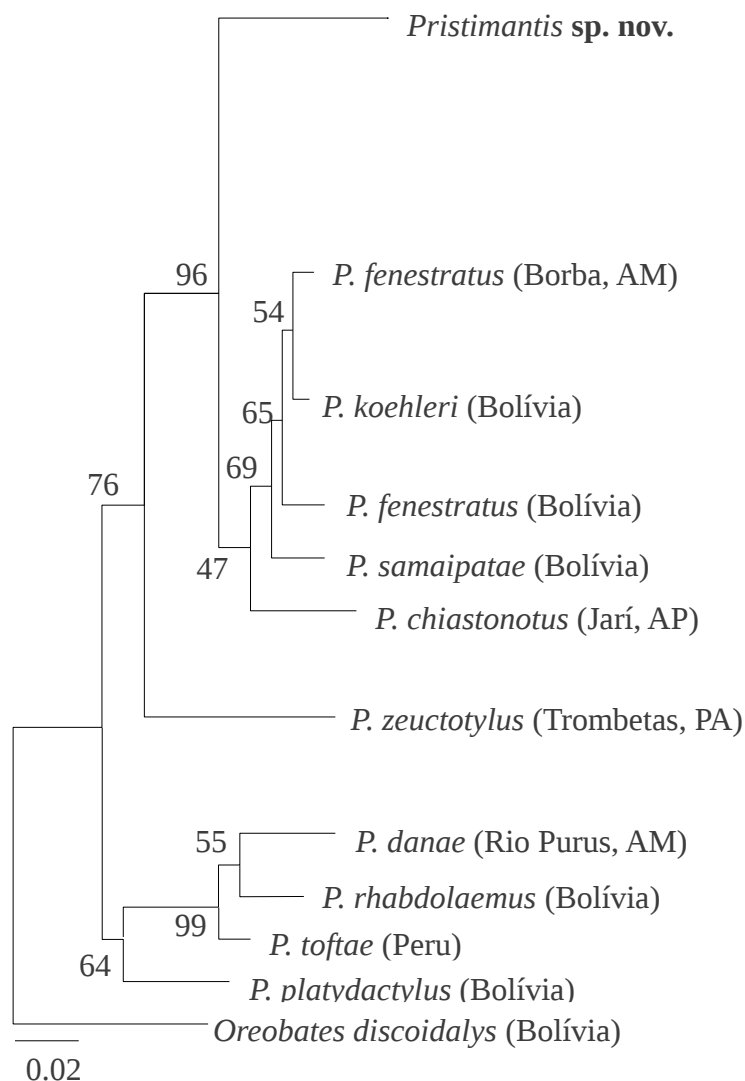 Pristimantis sp. nov.
96
P. fenestratus (Borba, AM)
54
P. koehleri (Bolívia)
65
69
76
P. fenestratus (Bolívia)
47
P. samaipatae (Bolívia)
P. chiastonotus (Jarí, AP)
P. zeuctotylus (Trombetas, PA)
55
P. danae (Rio Purus, AM)
P. rhabdolaemus (Bolívia)
99
P. toftae (Peru)
64
P. platydactylus (Bolívia)
Oreobates discoidalys (Bolívia)
0.02